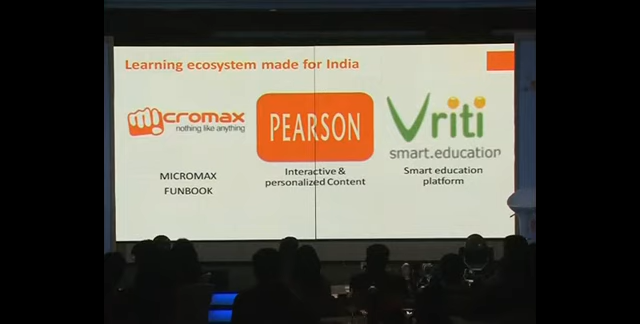 Learning ecosystem made for India
micromax
nothing like anything
PEARSON
Vriti
smart.education
MICROMAX
FUNBOOK
Interactive &
personalized Content
Smart education
platform